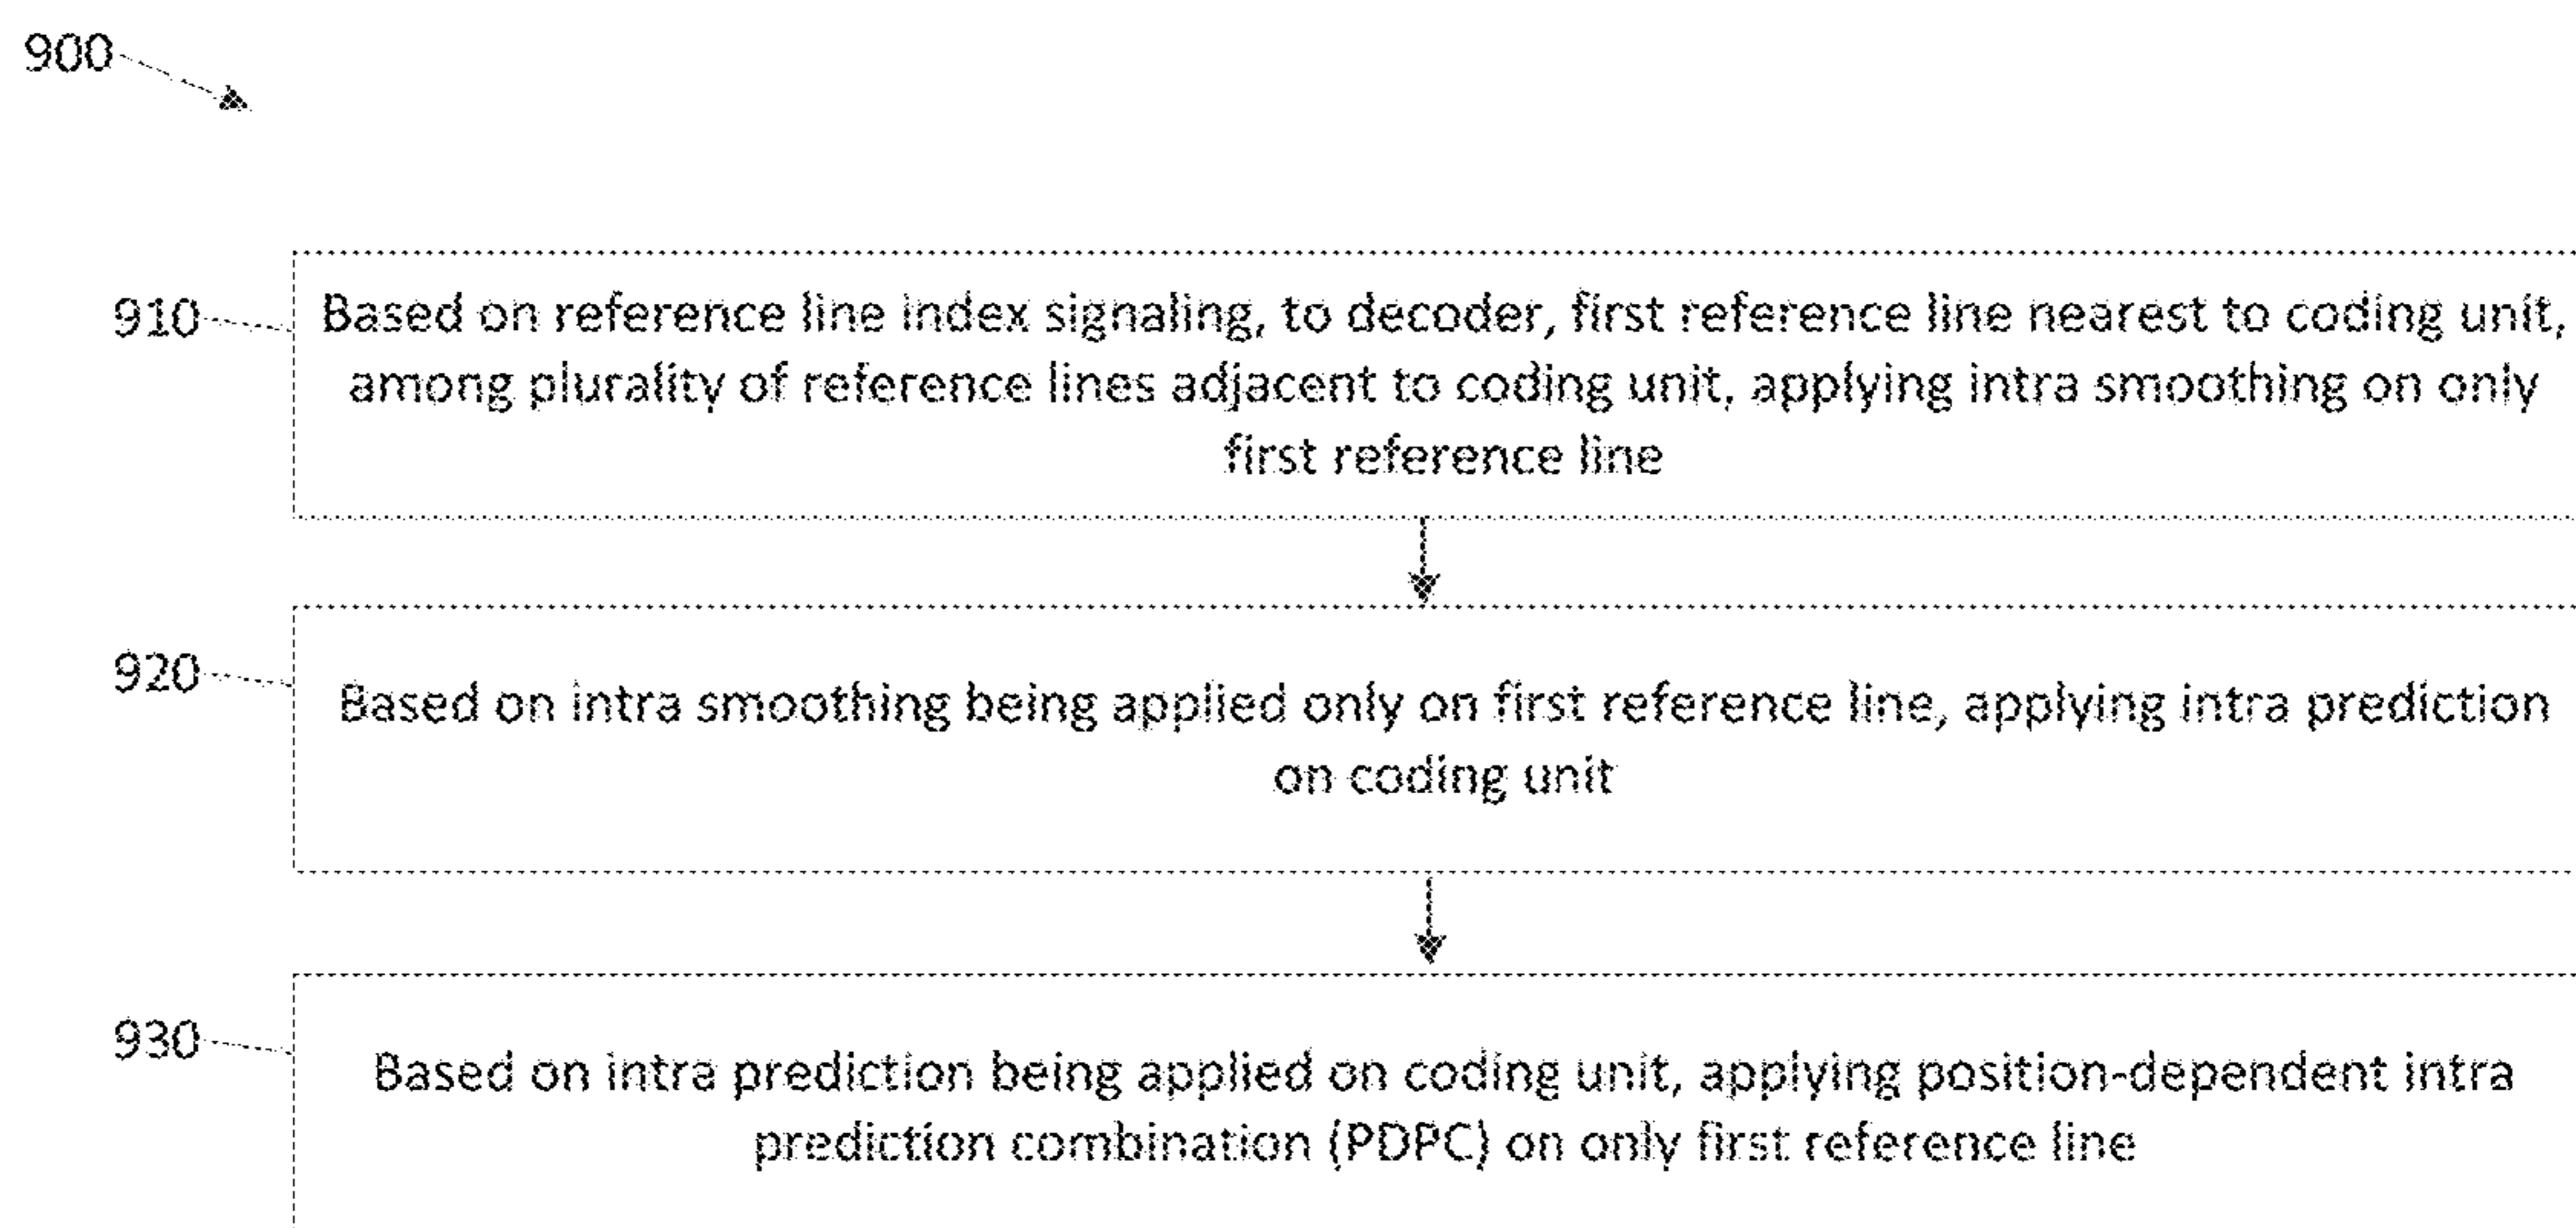 900
910
Based on reference line index signaling, to decoder, first reference line nearest to coding unit,
among plurality of reference lines adjacent to coding unit, applying intra smoothing on only
first reference line
920
Based on intra smoothing being applied only on first reference line, applying intra prediction
on coding unit
930
Based on intra prediction being applied on coding unit, applying position-dependent intra
prediction combination (PDPC) on only first reference line